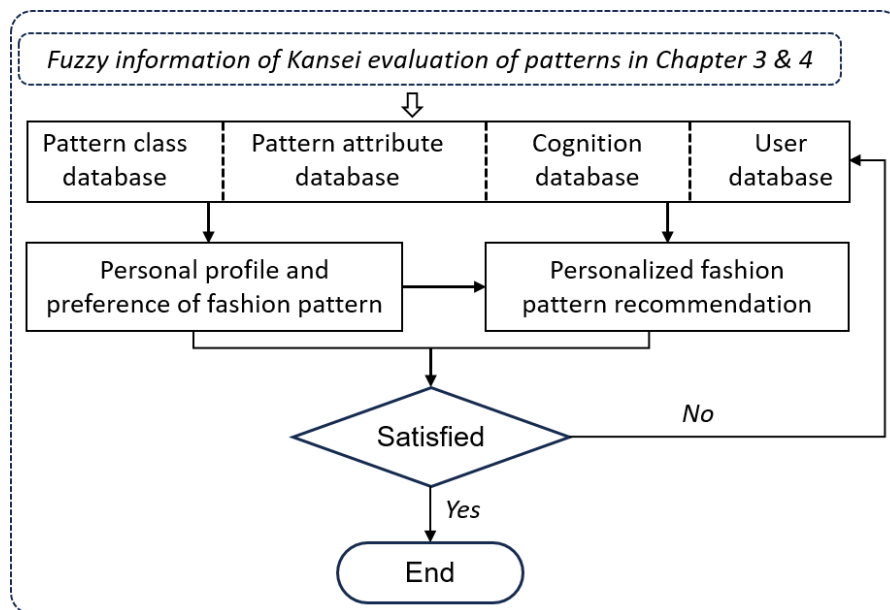 Fuzzy information of Kansei evaluation of patterns in Chapter 3 & 4
Pattern class
database
Pattern attribute
database
Cognition
database
User
database
Personal profile and
preference of fashion pattern
Personalized fashion
pattern recommendation
Satisfied
No
Yes
End